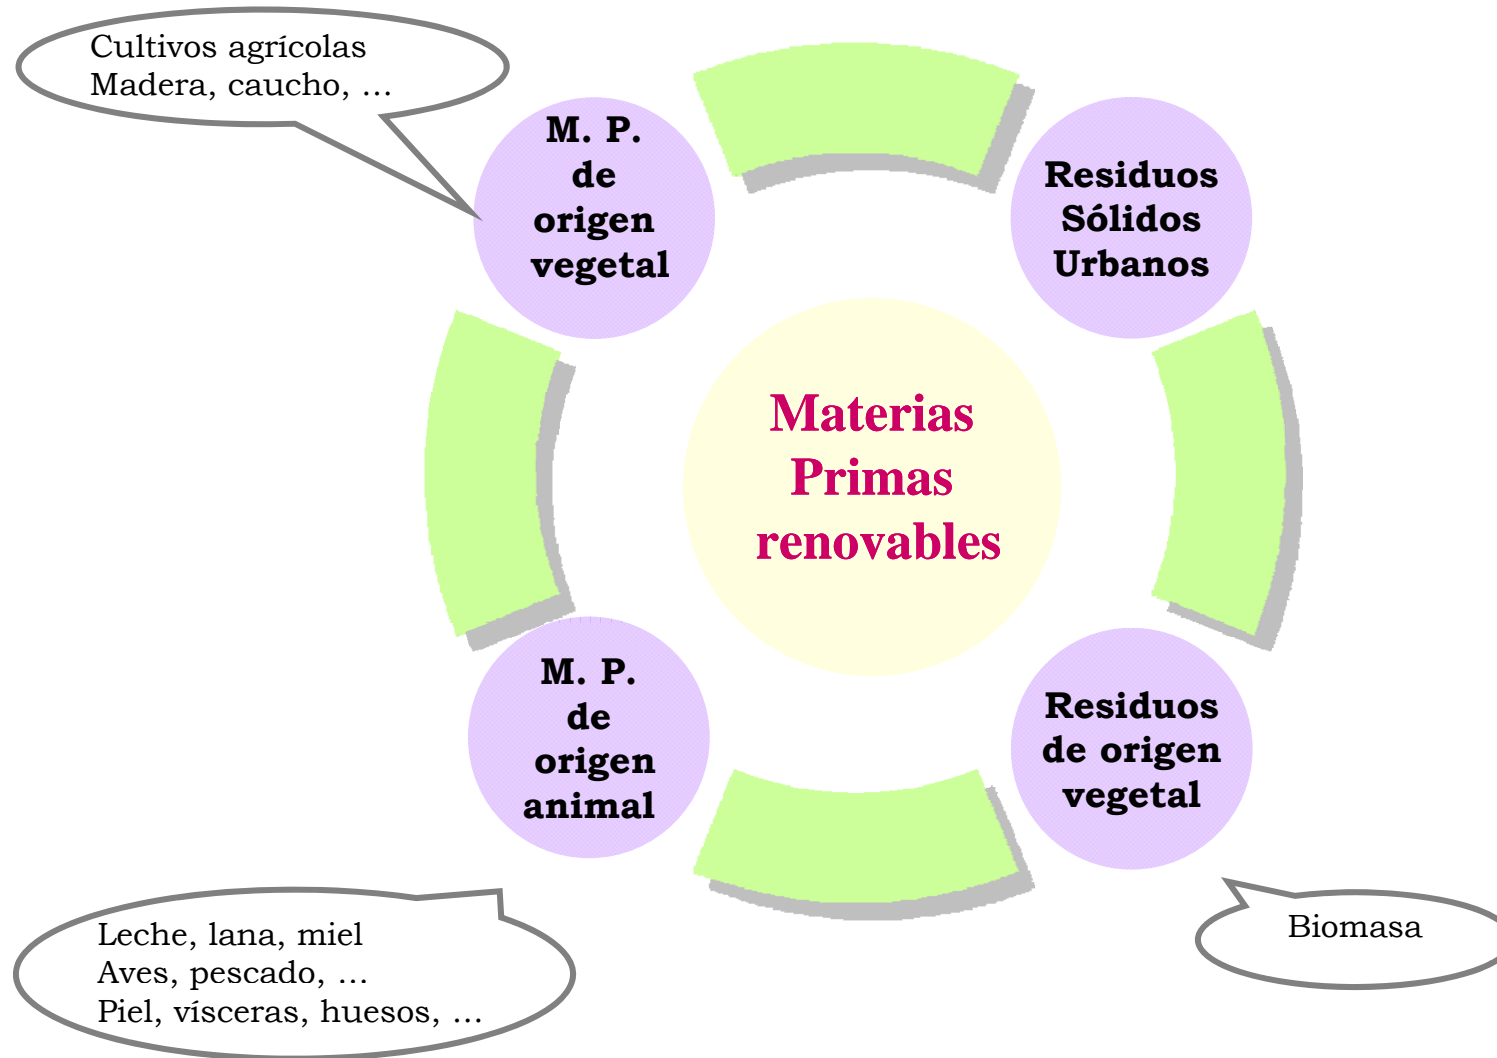 Cultivos agrícolas
Madera, caucho, ...
M. P.
de
origen
vegetal
Residuos
Sólidos
Urbanos
Materias
Primas
renovables
M. P.
de
origen
animal
Residuos
de origen
vegetal
Leche, lana, miel
Aves, pescado, ...
Piel, vísceras, huesos, ...
Biomasa